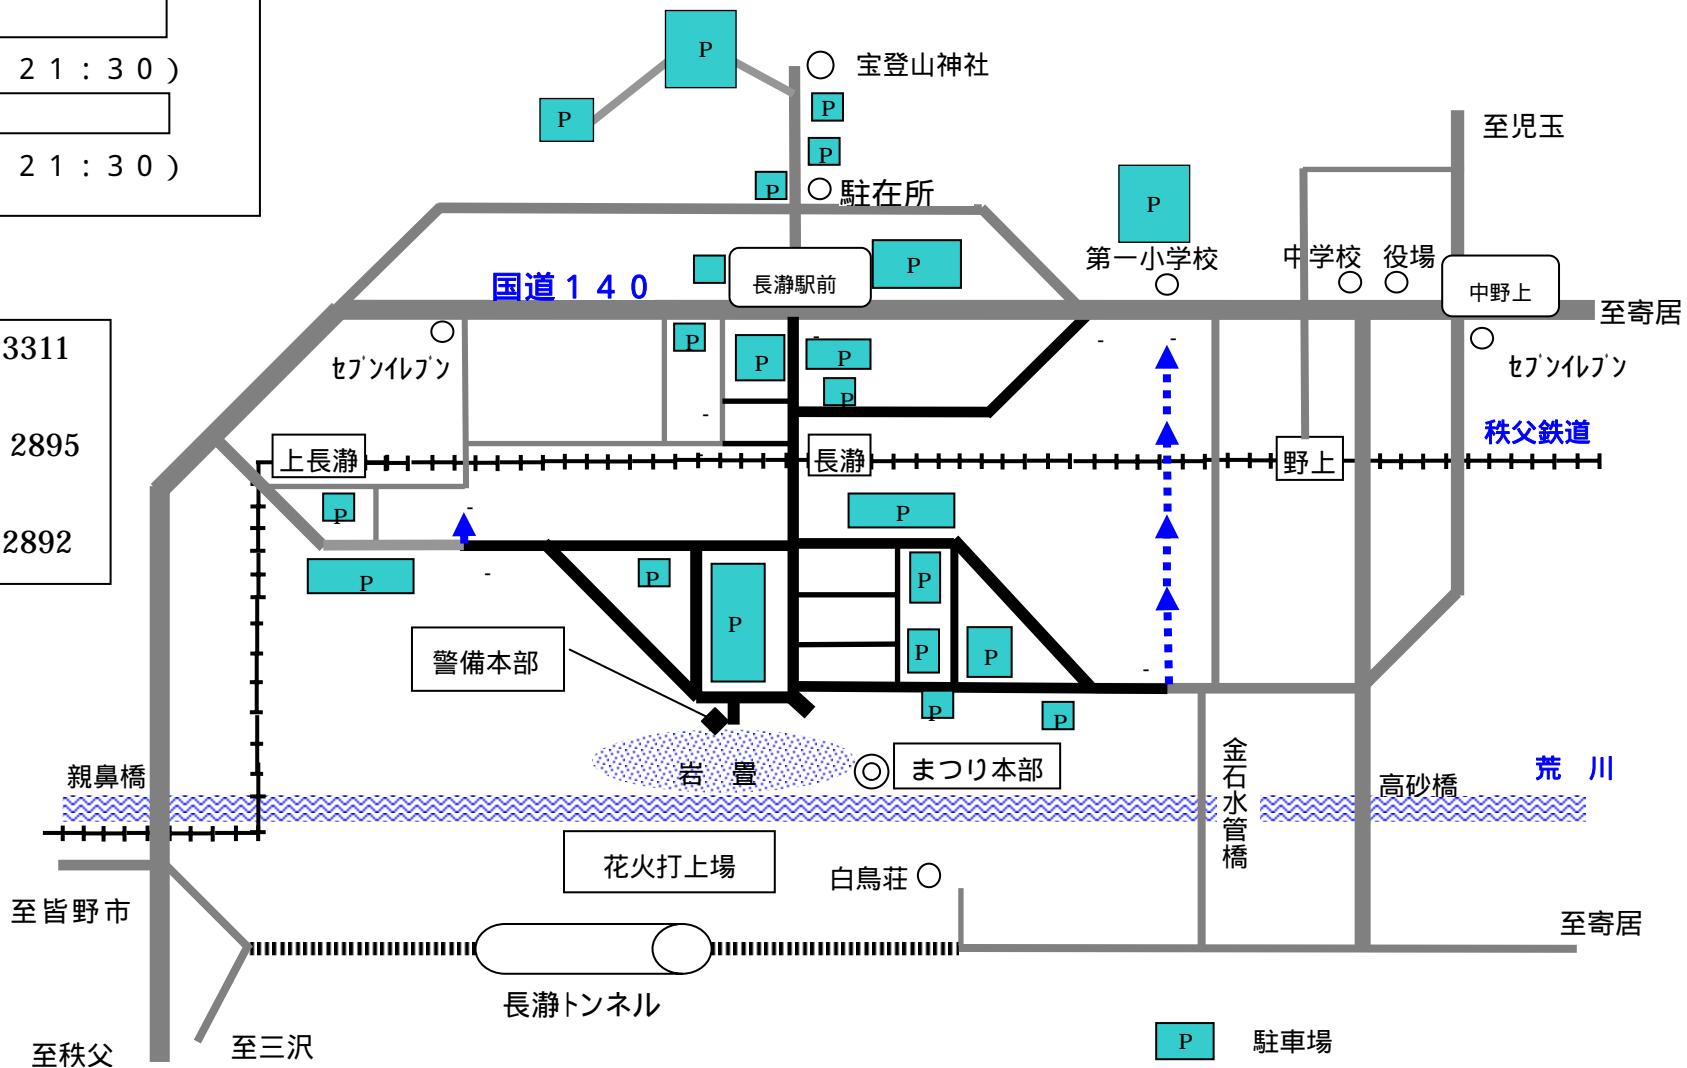 ２１：３０）
２１：３０）
3311
2895
2892
P
P
宝登山神社
P
P
P
駐在所
至児玉
P
第一小学校
中学校
役場
国道１４０
長瀞駅前
P
中野上
至寄居
ｾﾌﾞﾝｲﾚﾌﾞﾝ
P
P
P
P
ｾﾌﾞﾝｲﾚﾌﾞﾝ
秩父鉄道
上長瀞
長瀞
野上
P
P
P
P
P
P
P
P
警備本部
P
P
岩　畳
まつり本部
親鼻橋
金石水管橋
高砂橋
荒　川
花火打上場
白鳥荘
至皆野市
至寄居
長瀞トンネル
至秩父
至三沢
P
駐車場